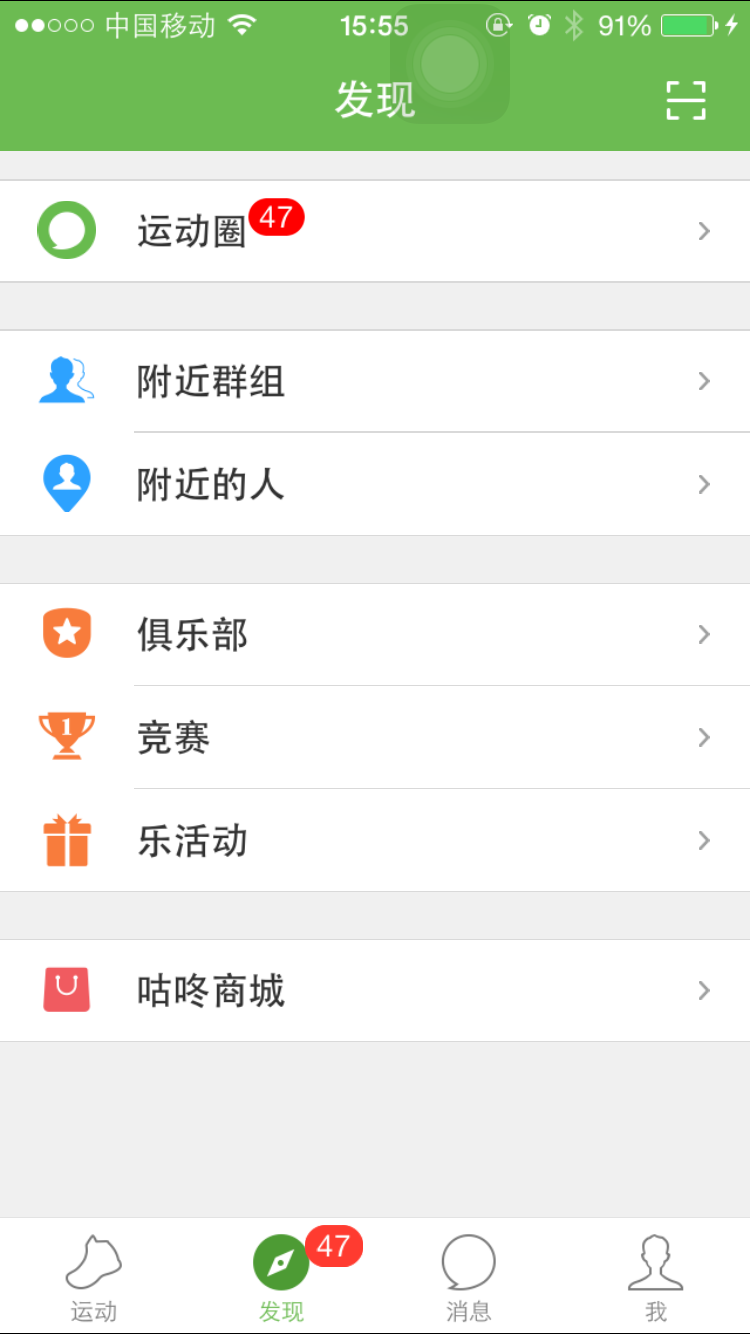 中国移动 15:55 91%
发现
运动圈 47
附近群组
附近的人
俱乐部
1
竞赛
乐活动
咕咚商城
47
运动 发现 消息 我